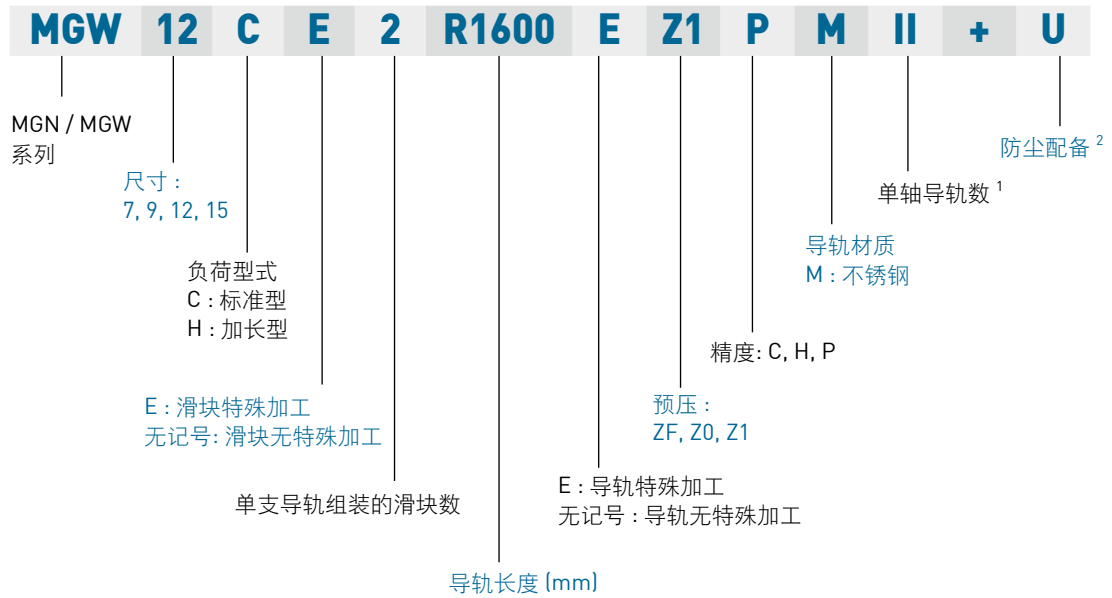 MGW 12 C E 2 R1600 E Z1 P M II + U
MGN / MGW
系列
尺寸 :
7, 9, 12, 15
负荷型式
C : 标准型
H : 加长型
E : 滑块特殊加工
无记号: 滑块无特殊加工
单支导轨组装的滑块数
导轨长度 (mm)
E : 导轨特殊加工
无记号 : 导轨无特殊加工
预压 :
ZF, Z0, Z1
精度: C, H, P
导轨材质
M : 不锈钢
单轴导轨数 1
防尘配备 2